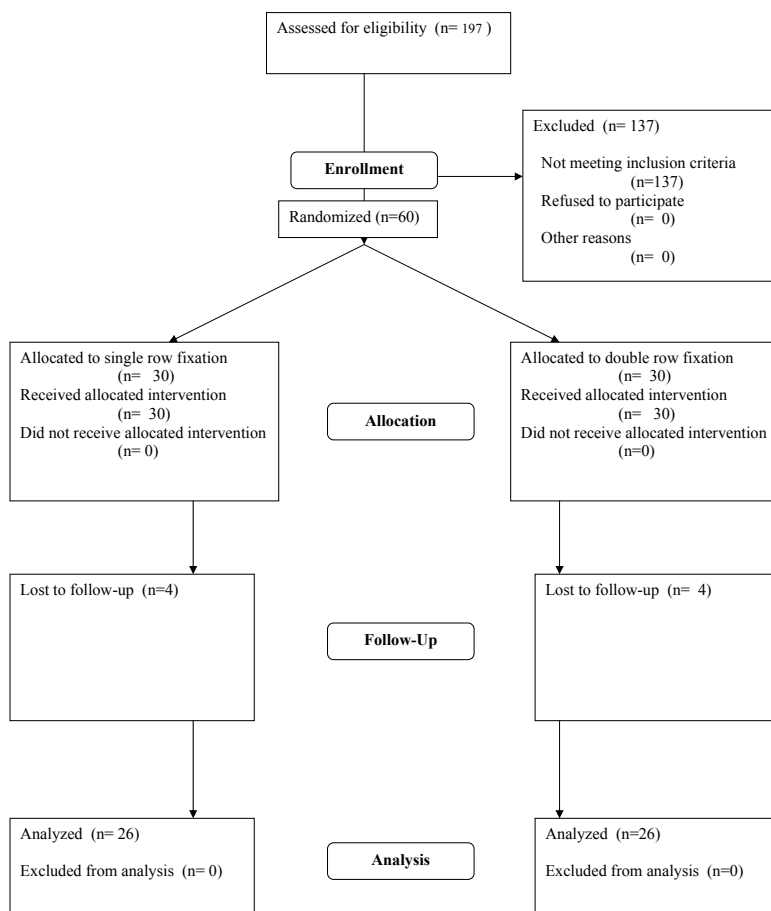 Assessed for eligibility (n= 197 )
Excluded (n= 137)
Not meeting inclusion criteria
(n=137)
Refused to participate
(n= 0)
Other reasons
(n= 0)
Enrollment
Randomized (n=60)
Allocated to single row fixation
(n= 30)
Received allocated intervention
(n= 30)
Did not receive allocated intervention
(n= 0)
Allocation
Allocated to double row fixation
(n= 30)
Received allocated intervention
(n= 30)
Did not receive allocated intervention
(n=0)
Lost to follow-up (n=4)
Follow-Up
Lost to follow-up (n= 4)
Analyzed (n= 26)
Excluded from analysis (n= 0)
Analysis
Analyzed (n=26)
Excluded from analysis (n=0)